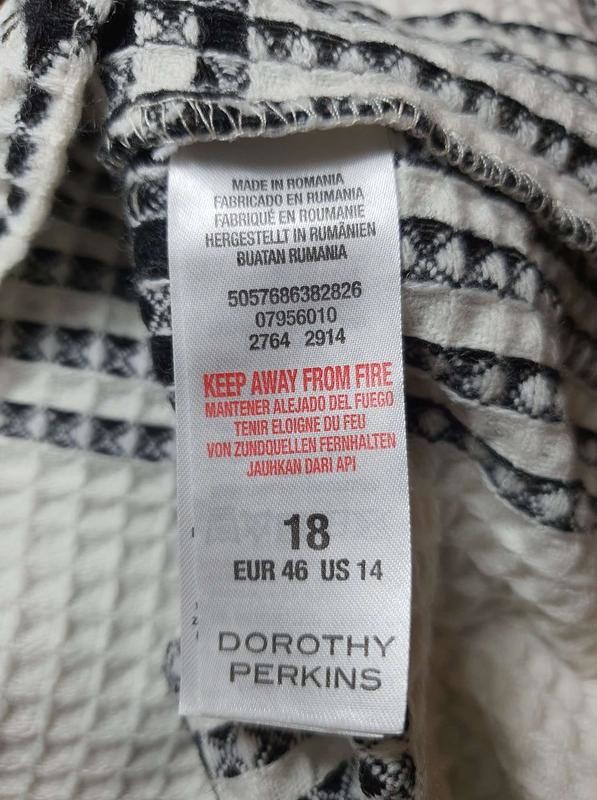 MADE IN ROMANIA
FABRICADO EN RUMANIA
FABRIQUÉ EN ROUMANIE
HERGESTELLT IN RUMÄNIEN
BUATAN RUMANIA
5057686382826
07956010
2764 2914
KEEP AWAY FROM FIRE
MANTENER ALEJADO DEL FUEGO
TENIR ELOIGNE DU FEU
VON ZUNDQUELLEN FERNHALTEN
JAUHKAN DARI API
18
EUR 46 US 14
DOROTHY
PERKINS